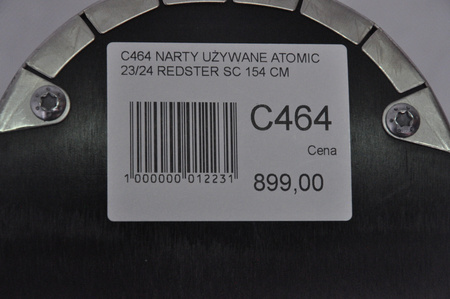 C464 NARTY UŻYWANE ATOMIC
23/24 REDSTER SC 154 CM
C464
Cena
899,00
1 000000 012231